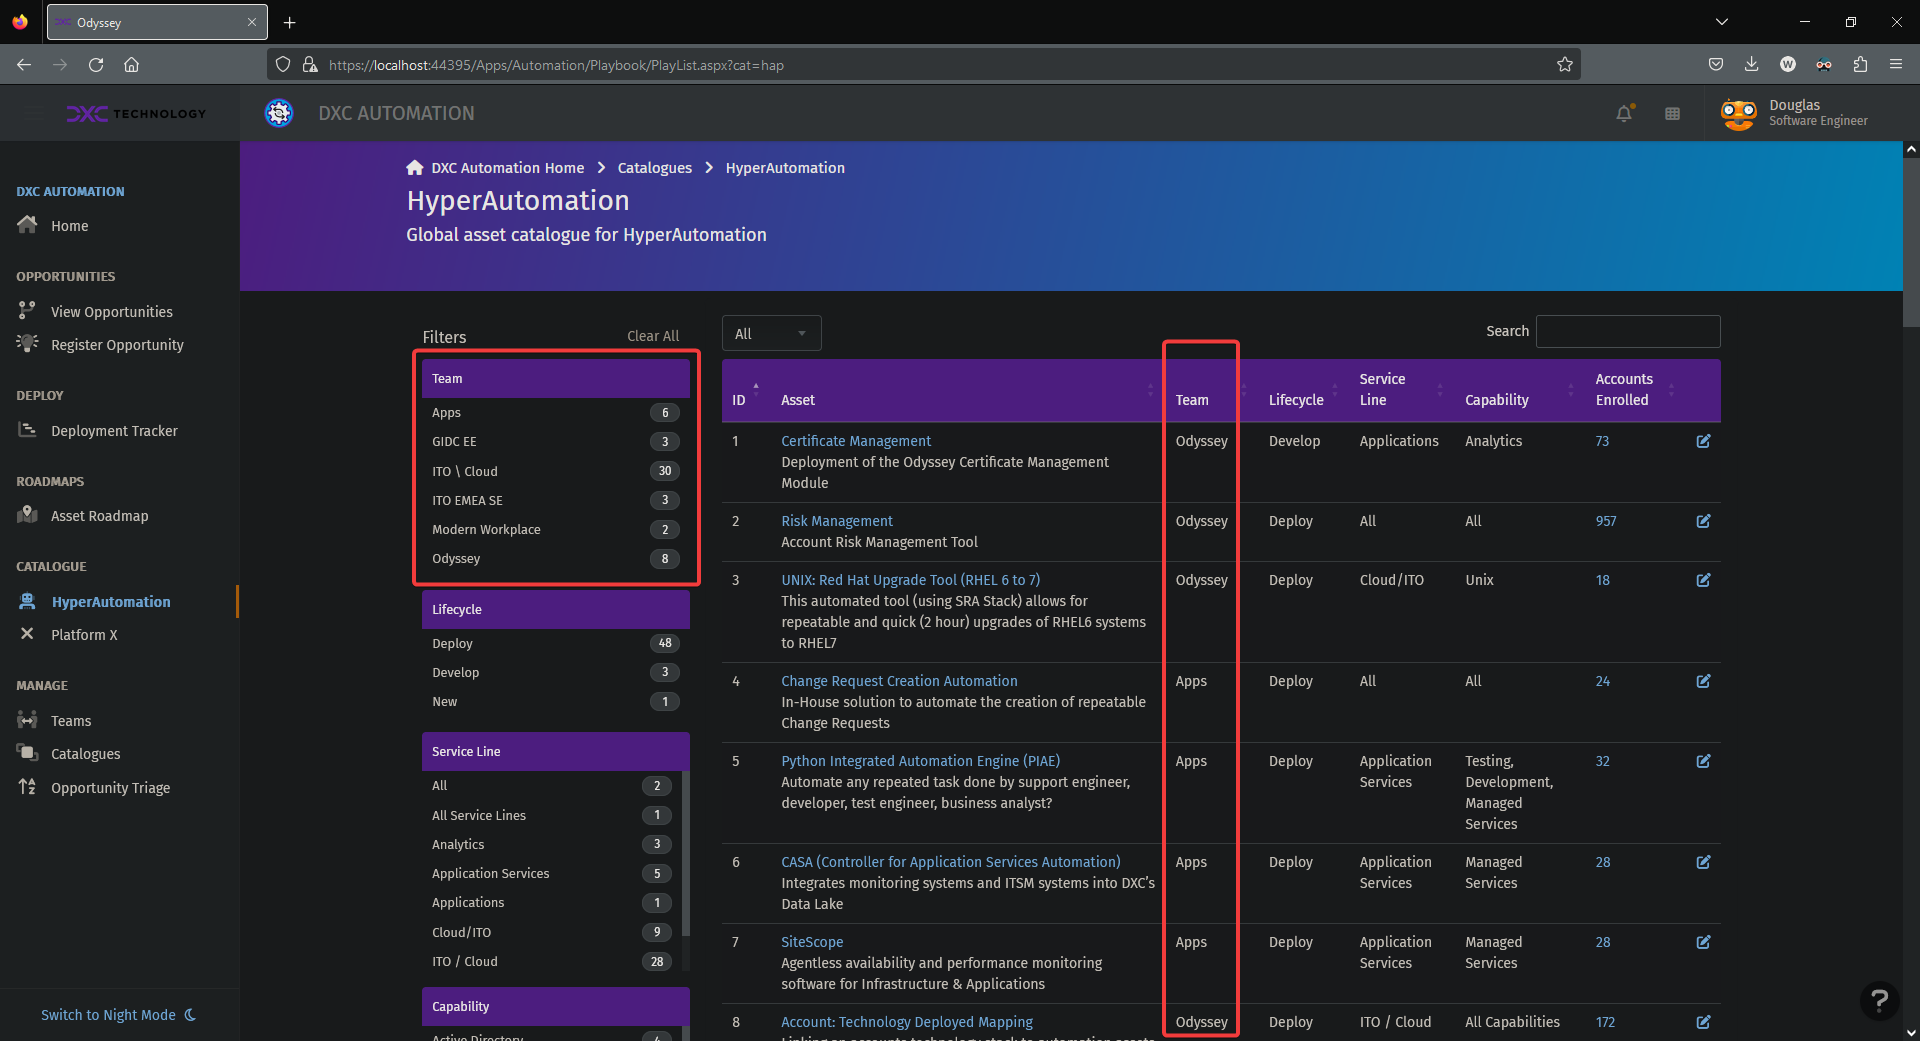 Odyssey
https://localhost:44395/Apps/Automation/Playbook/PlayList.aspx?cat=hap
W
DXC TECHNOLOGY
DXC AUTOMATION
Douglas
Software Engineer
DXC AUTOMATION
Home
OPPORTUNITIES
View Opportunities
Register Opportunity
DEPLOY
Deployment Tracker
ROADMAPS
Asset Roadmap
CATALOGUE
HyperAutomation
Platform X
MANAGE
Teams
Catalogues
Opportunity Triage
Switch to Night Mode
DXC Automation Home
Catalogues
HyperAutomation
HyperAutomation
Global asset catalogue for HyperAutomation
Filters
Clear All
Team
Apps 6
GIDC EE 3
ITO \ Cloud 30
ITO EMEA SE 3
Modern Workplace 2
Odyssey 8
Lifecycle
Deploy 48
Develop 3
New 1
Service Line
All 2
All Service Lines 1
Analytics 3
Application Services 5
Applications 1
Cloud/ITO 9
ITO / Cloud 28
Capability
Active Directory 4
All
Search
ID
Asset
Team
Lifecycle
Service
Line
Capability
Accounts
Enrolled
1
Certificate Management
Deployment of the Odyssey Certificate Management
Module
Odyssey
Develop
Applications
Analytics
73
2
Risk Management
Account Risk Management Tool
Odyssey
Deploy
All
All
957
3
UNIX: Red Hat Upgrade Tool (RHEL 6 to 7)
This automated tool (using SRA Stack) allows for
repeatable and quick (2 hour) upgrades of RHEL6 systems
to RHEL7
Odyssey
Deploy
Cloud/ITO
Unix
18
4
Change Request Creation Automation
In-House solution to automate the creation of repeatable
Change Requests
Apps
Deploy
All
All
24
5
Python Integrated Automation Engine (PIAE)
Automate any repeated task done by support engineer,
developer, test engineer, business analyst?
Apps
Deploy
Application
Services
Testing,
Development,
Managed
Services
32
6
CASA (Controller for Application Services Automation)
Integrates monitoring systems and ITSM systems into DXC’s
Data Lake
Apps
Deploy
Application
Services
Managed
Services
28
7
SiteScope
Agentless availability and performance monitoring
software for Infrastructure & Applications
Apps
Deploy
Application
Services
Managed
Services
28
8
Account: Technology Deployed Mapping
Linking an accounts technology stack to automation assets
Odyssey
Deploy
ITO / Cloud
All Capabilities
172
?